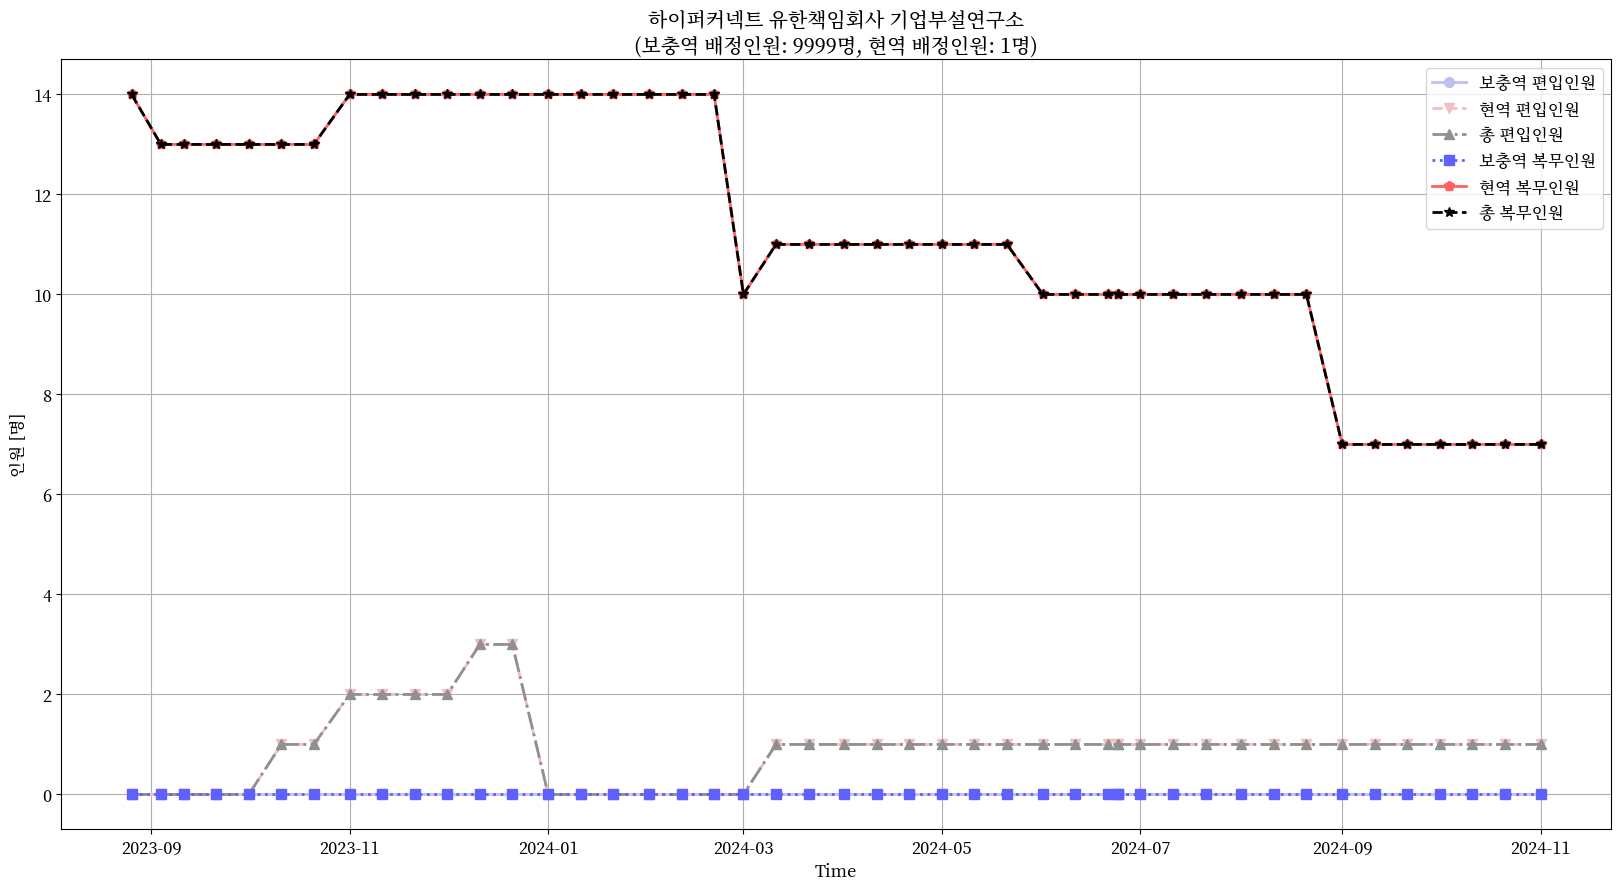 하이퍼커넥트 유한책임회사 기업부설연구소
(보충역 배정인원: 9999명, 현역 배정인원: 1명)
보충역 편입인원
현역 편입인원
총 편입인원
보충역 복무인원
현역 복무인원
총 복무인원
14
12
10
8
6
4
2
0
인원 [명]
2023-09
2023-11
2024-01
2024-03
2024-05
2024-07
2024-09
2024-11
Time